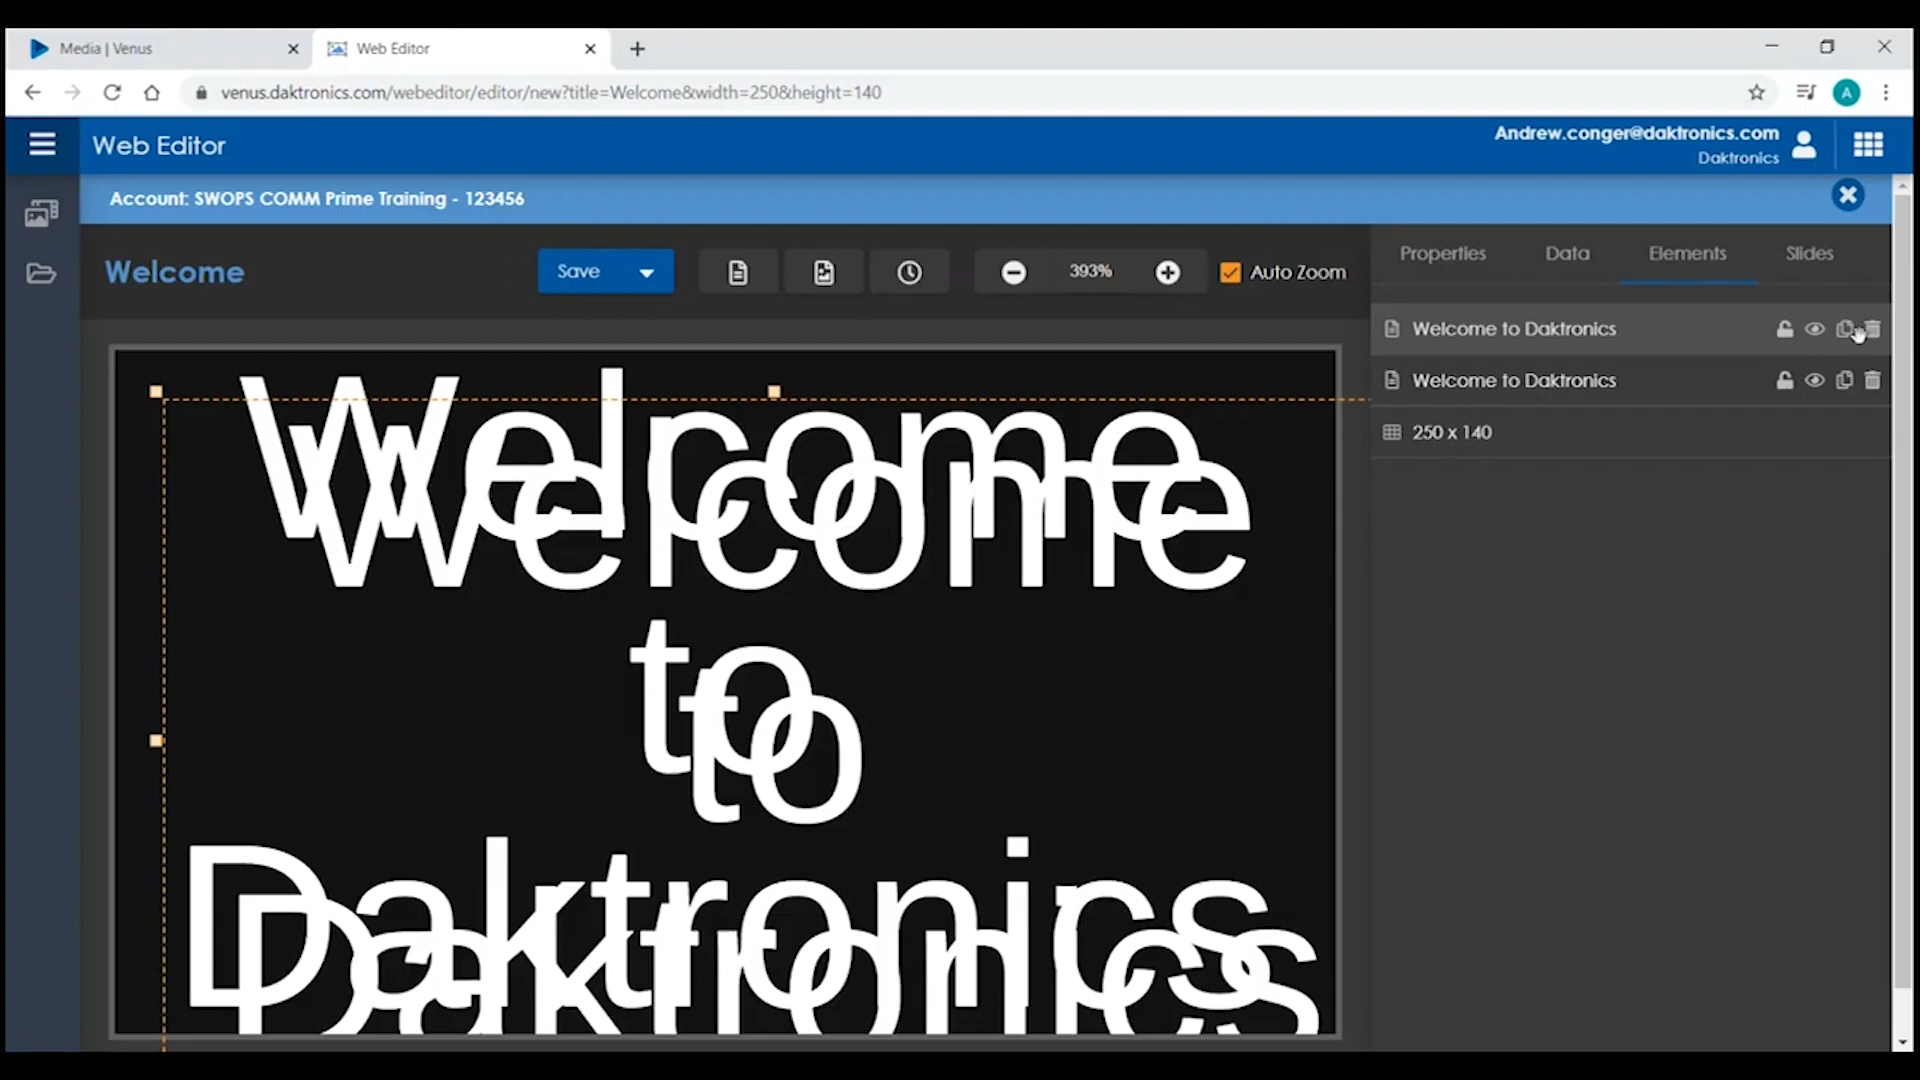 Media | Venus
Web Editor
venus.daktronics.com/webeditor/editor/new?title=Welcome&width=250&height=140
A
Web Editor
Andrew.conger@daktronics.com
Daktronics
Account: SWOPS COMM Prime Training - 123456
Welcome
Save
393%
Auto Zoom
Properties
Data
Elements
Slides
Welcome to Daktronics
Welcome to Daktronics
250 x 140
Welcome
Welcome
to
to
Daktronics
Daktronics